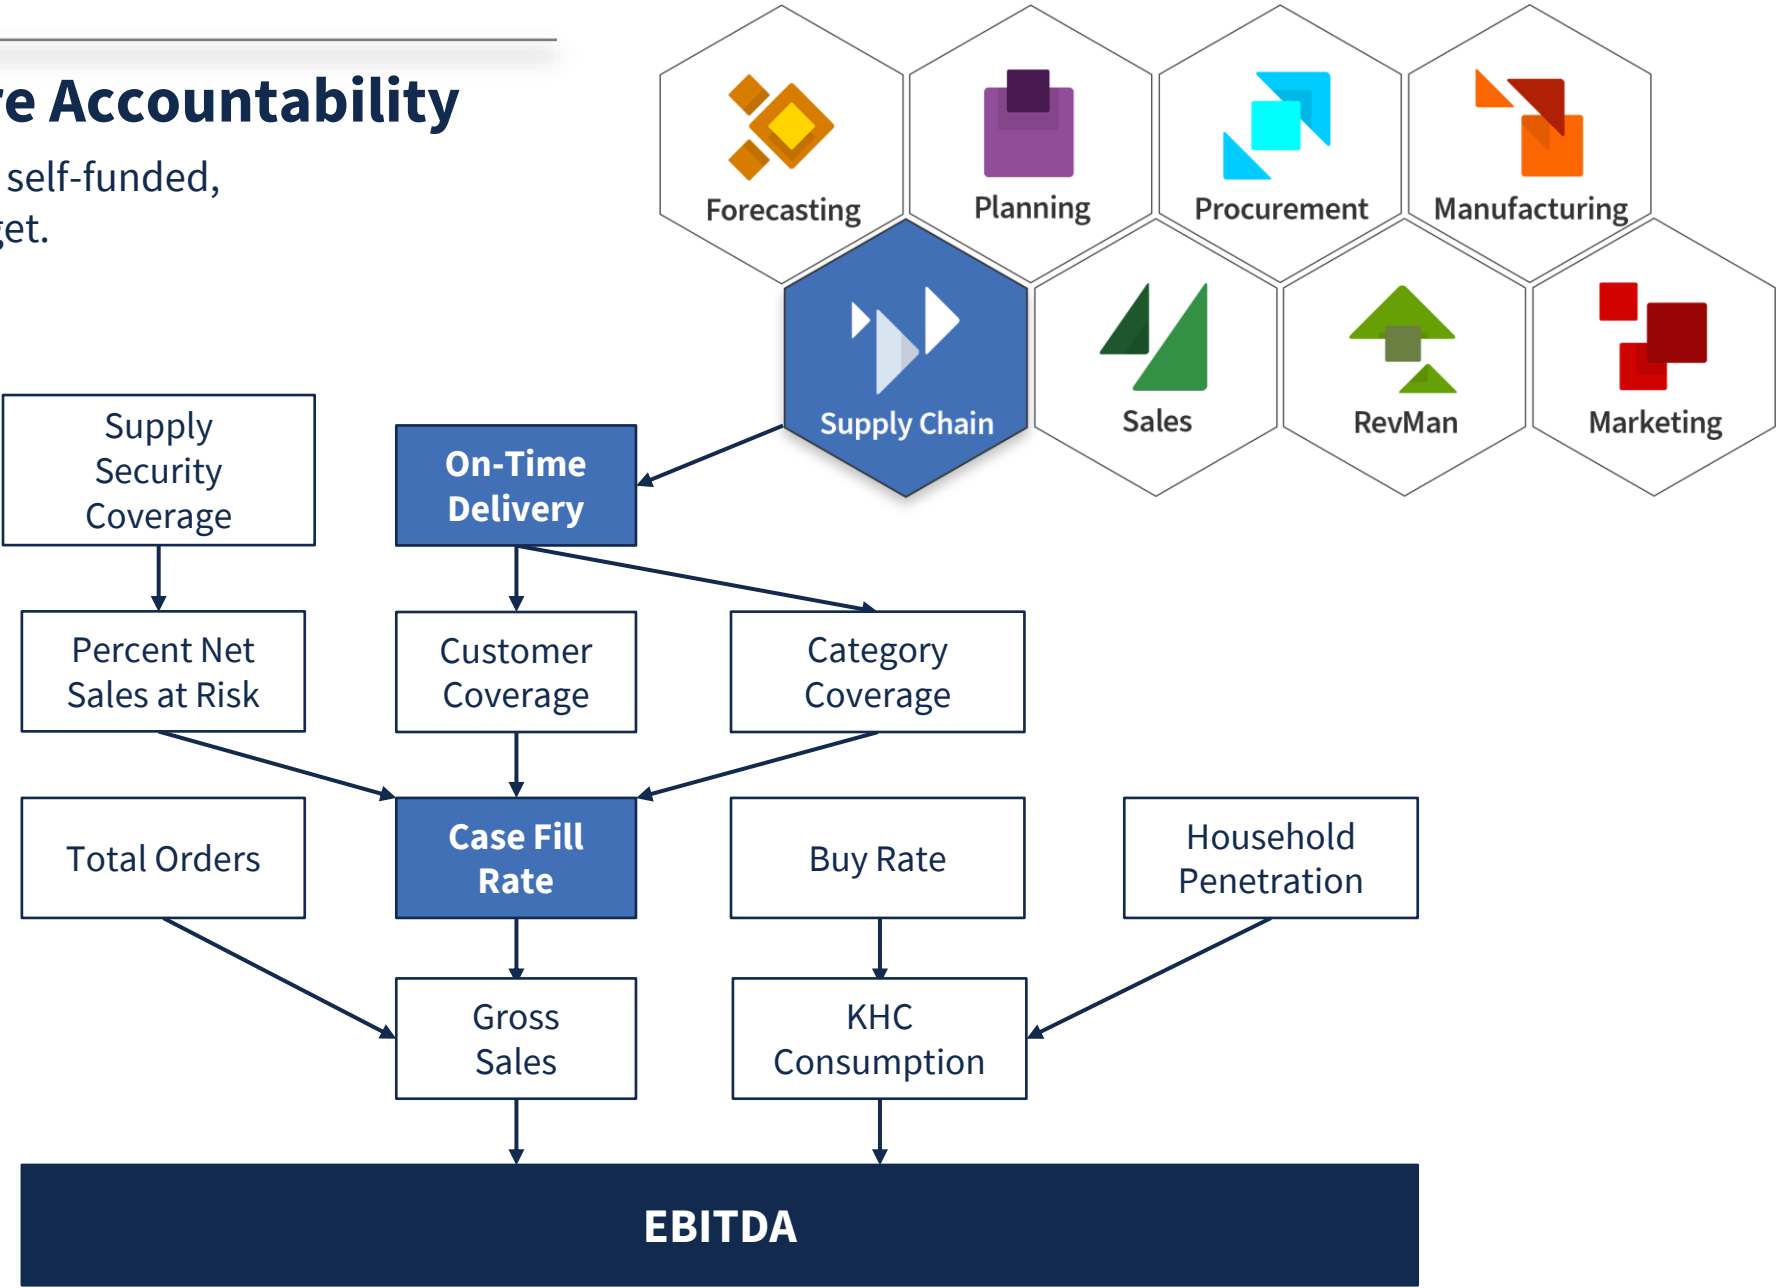 Accountability
self-funded,
Forecasting
Planning
Procurement
Manufacturing
Supply Chain
Sales
RevMan
Marketing
Supply
Security
Coverage
On-Time
Delivery
Percent Net
Sales at Risk
Customer
Coverage
Category
Coverage
Total Orders
Case Fill
Rate
Buy Rate
Household
Penetration
Gross
Sales
KHC
Consumption
EBITDA